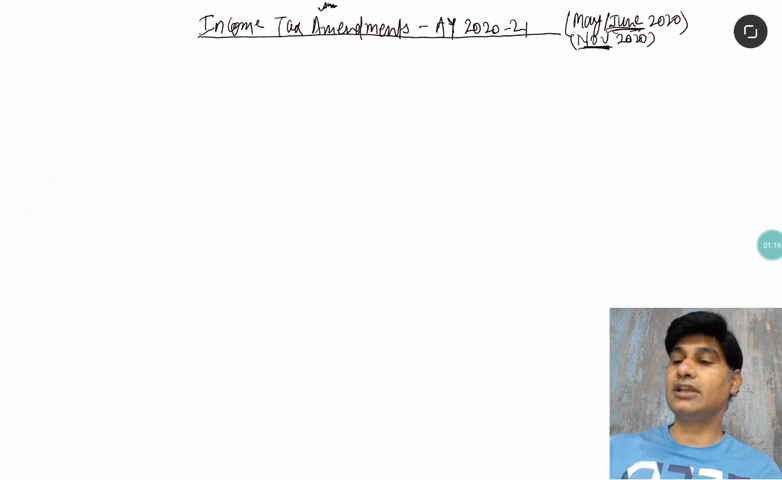 Income Tax Amendments - AY 2020-21 (May/June 2020)
(Nov 2020)
01:16